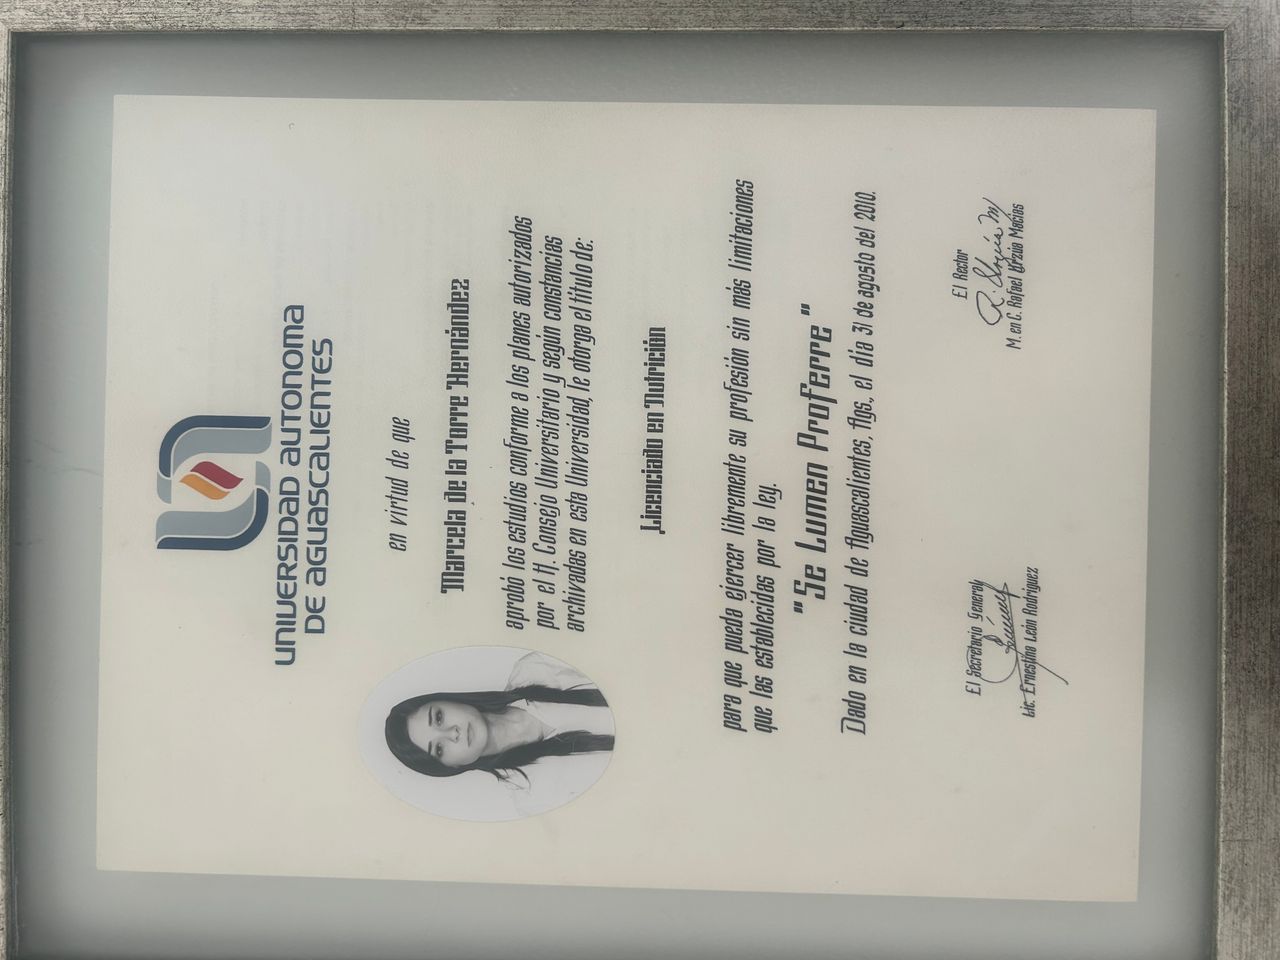 UNIVERSIDAD AUTONOMA
DE AGUASCALIENTES
en virtud de que
Marcela de la Torre Hernández
aprobó los estudios conforme a los planes autorizados
por el H. Consejo Universitario y según constancias
archivadas en esta Universidad, le otorga el título de:
Licenciado en Nutrición
para que pueda ejercer libremente su profesión sin más limitaciones
que las establecidas por la ley.
"Se Lumen Proferre"
Dado en la ciudad de Aguascalientes, Ags., el día 31 de agosto del 2010.
El Secretario General
Lic. Ernestina León Rodríguez
El Rector
M. en C. Rafael Urzúa Macías